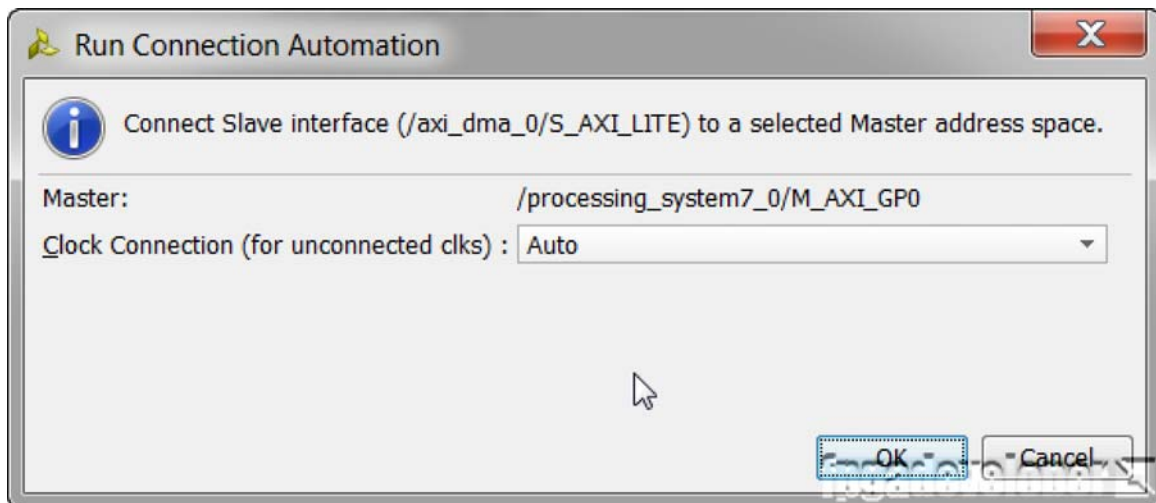 Run Connection Automation
Connect Slave interface (/axi_dma_0/S_AXI_LITE) to a selected Master address space.
Master: /processing_system7_0/M_AXI_GP0
Clock Connection (for unconnected clks) : Auto
OK Cancel
fpgadeveloper